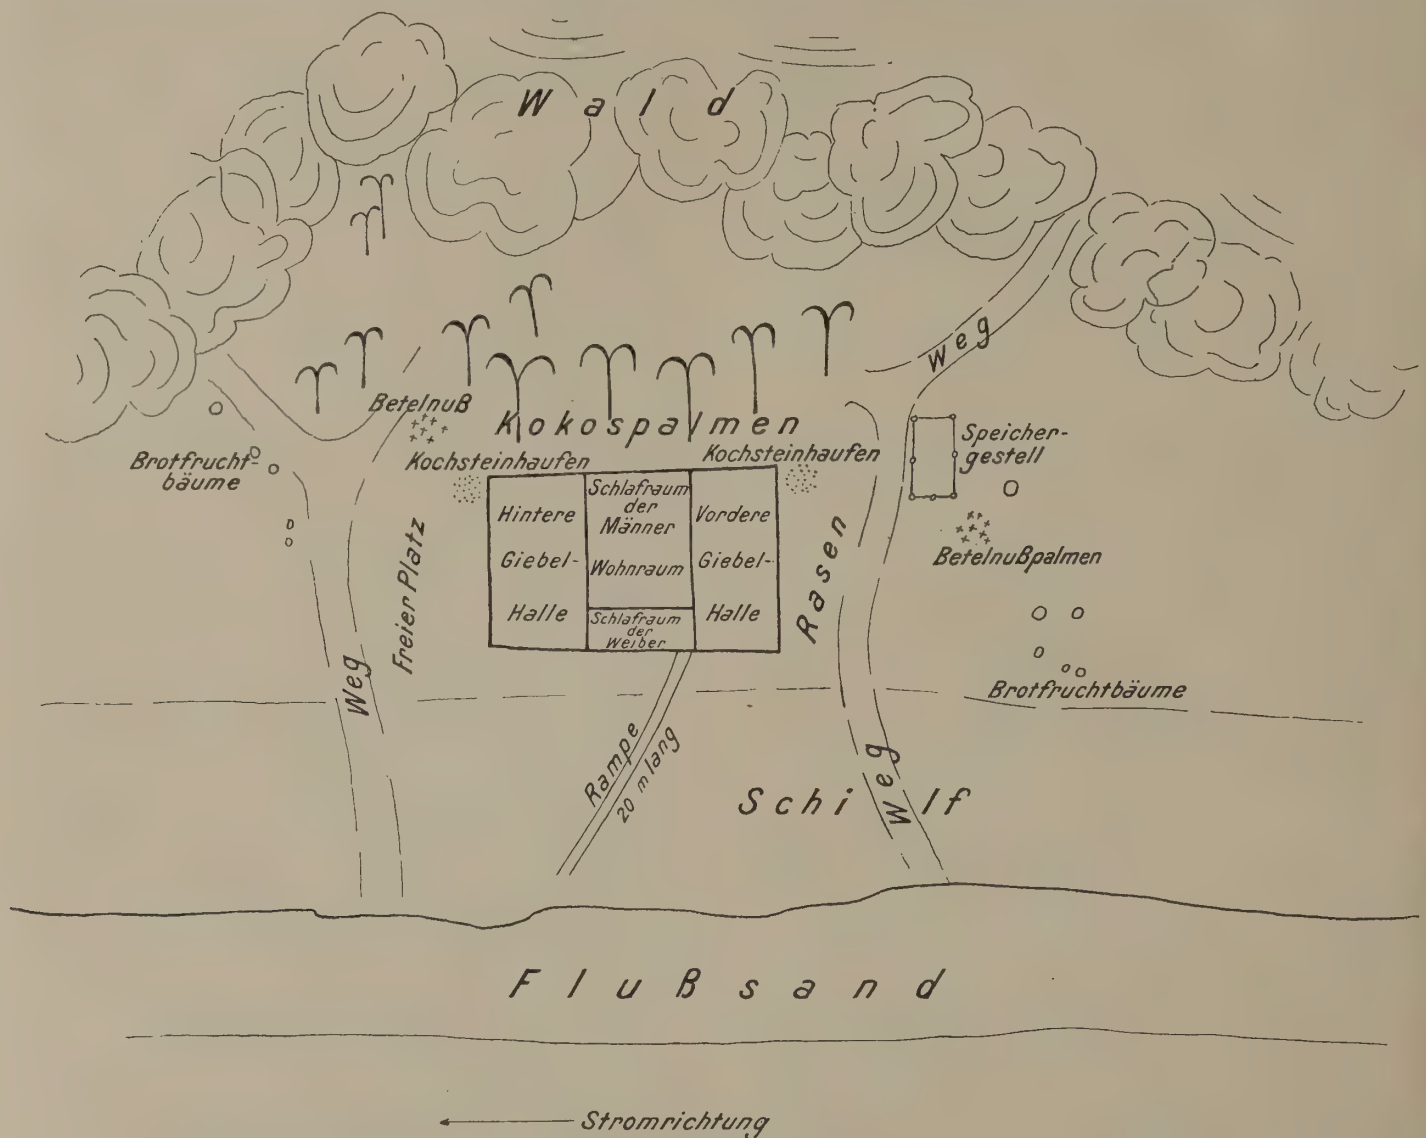 Wald
Weg
Betelnuß
Kokospalmen
Brotfrucht-
bäume
Kochsteinhaufen
Kochsteinhaufen
Speicher-
gestell
Hintere
Giebel-
Halle
Schlafraum
der
Männer
Wohnraum
Schlafraum
der
Weiber
Vordere
Giebel-
Halle
Freier Platz
Rasen
Betelnußpalmen
Weg
Brotfruchtbäume
Rampe
20 m lang
Weg
Schilf
Flußsand
Stromrichtung